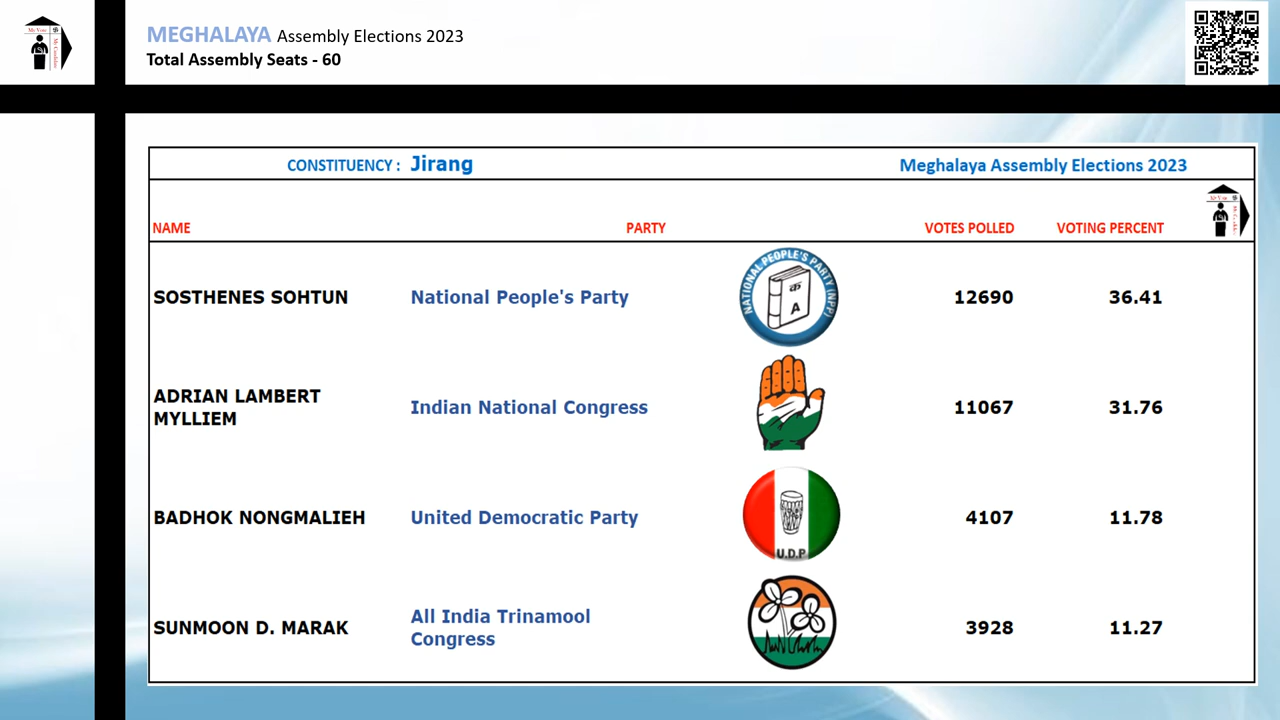 MEGHALAYA Assembly Elections 2023
Total Assembly Seats - 60
CONSTITUENCY : Jirang Meghalaya Assembly Elections 2023
NAME PARTY VOTES POLLED VOTING PERCENT
SOSTHENES SOHTUN National People's Party 12690 36.41
NATIONAL PEOPLE'S PARTY (NPP)
क
A
ADRIAN LAMBERT
MYLLIEM
Indian National Congress 11067 31.76
BADHOK NONGMALIEH United Democratic Party 4107 11.78
U.D.P
SUNMOON D. MARAK
All India Trinamool
Congress
3928 11.27